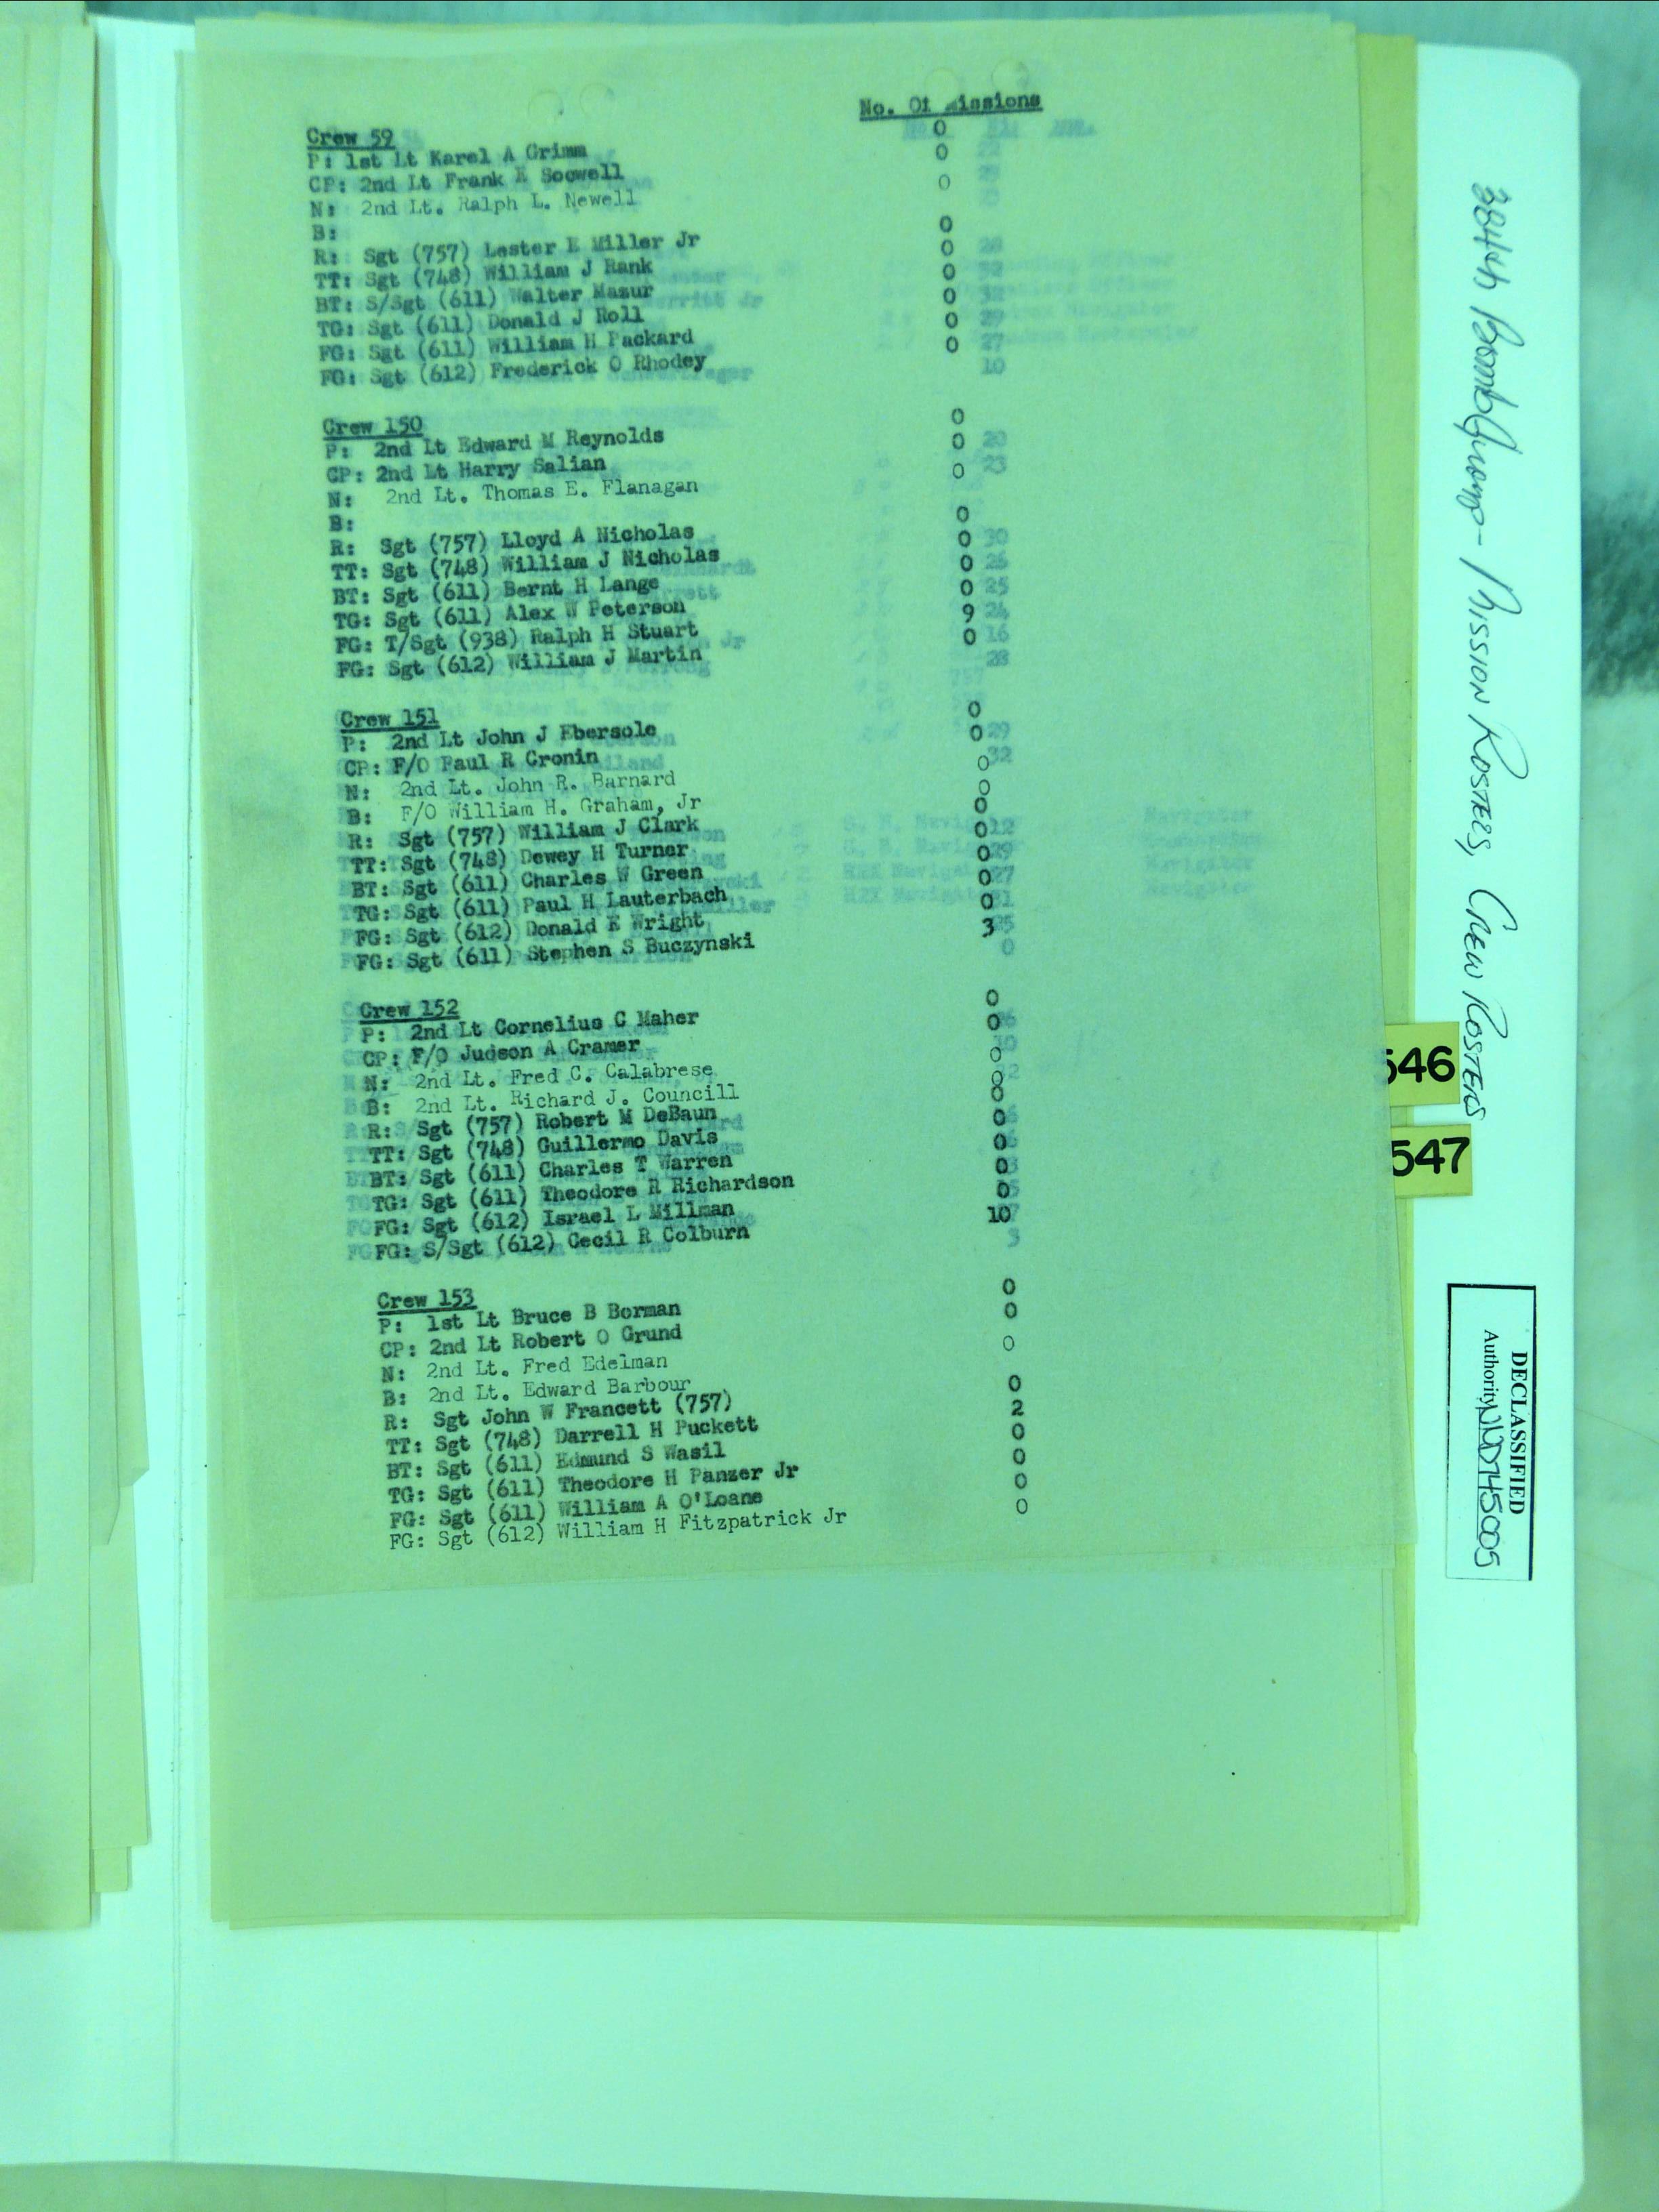 No. Of Missions
Crew 59
P: 1st Lt Karel A Grimm 0
CP: 2nd Lt Frank E Socwell 0
N: 2nd Lt. Ralph L. Newell 0
B:
R: Sgt (757) Lester E Miller Jr 0
TT: Sgt (748) William J Rank 0
BT: S/Sgt (611) Walter Mazur 0
TG: Sgt (611) Donald J Roll 0
FG: Sgt (611) William H Packard 0
FG: Sgt (612) Frederick O Rhodey 0
Crew 150
P: 2nd Lt Edward M Reynolds 0
CP: 2nd Lt Harry Salian 0
N: 2nd Lt. Thomas E. Flanagan 0
B:
R: Sgt (757) Lloyd A Nicholas 0
TT: Sgt (748) William J Nicholas 0
BT: Sgt (611) Bernt H Lange 0
TG: Sgt (611) Alex W Peterson 0
FG: T/Sgt (938) Ralph H Stuart 9
FG: Sgt (612) William J Martin 0
Crew 151
P: 2nd Lt John J Ebersole 0
CP: F/O Paul R Cronin 0
N: 2nd Lt. John R. Barnard 0
B: F/O William H. Graham, Jr 0
R: Sgt (757) William J Clark 0
TT: Sgt (748) Dewey H Turner 0
BT: Sgt (611) Charles W Green 0
TG: Sgt (611) Paul H Lauterbach 0
FG: Sgt (612) Donald E Wright 0
FG: Sgt (611) Stephen S Buczynski 3
Crew 152
P: 2nd Lt Cornelius C Maher 0
CP: F/O Judson A Cramer 0
N: 2nd Lt. Fred C. Calabrese 0
B: 2nd Lt. Richard J. Councill 0
R: Sgt (757) Robert M DeBaun 0
TT: Sgt (748) Guillermo Davis 0
BT: Sgt (611) Charles T Warren 0
TG: Sgt (611) Theodore R Richardson 0
FG: Sgt (612) Israel L Millman 0
FG: S/Sgt (612) Cecil R Colburn 10
Crew 153
P: 1st Lt Bruce B Borman 0
CP: 2nd Lt Robert O Grund 0
N: 2nd Lt. Fred Edelman 0
B: 2nd Lt. Edward Barbour
R: Sgt John W Francett (757) 0
TT: Sgt (748) Darrell H Puckett 2
BT: Sgt (611) Edmund S Wasil 0
TG: Sgt (611) Theodore H Panzer Jr 0
FG: Sgt (611) William A O'Loane 0
FG: Sgt (612) William H Fitzpatrick Jr 0
384th Bomb Group - Mission Rosters, Crew Rosters
546
547
DECLASSIFIED
Authority NND745005